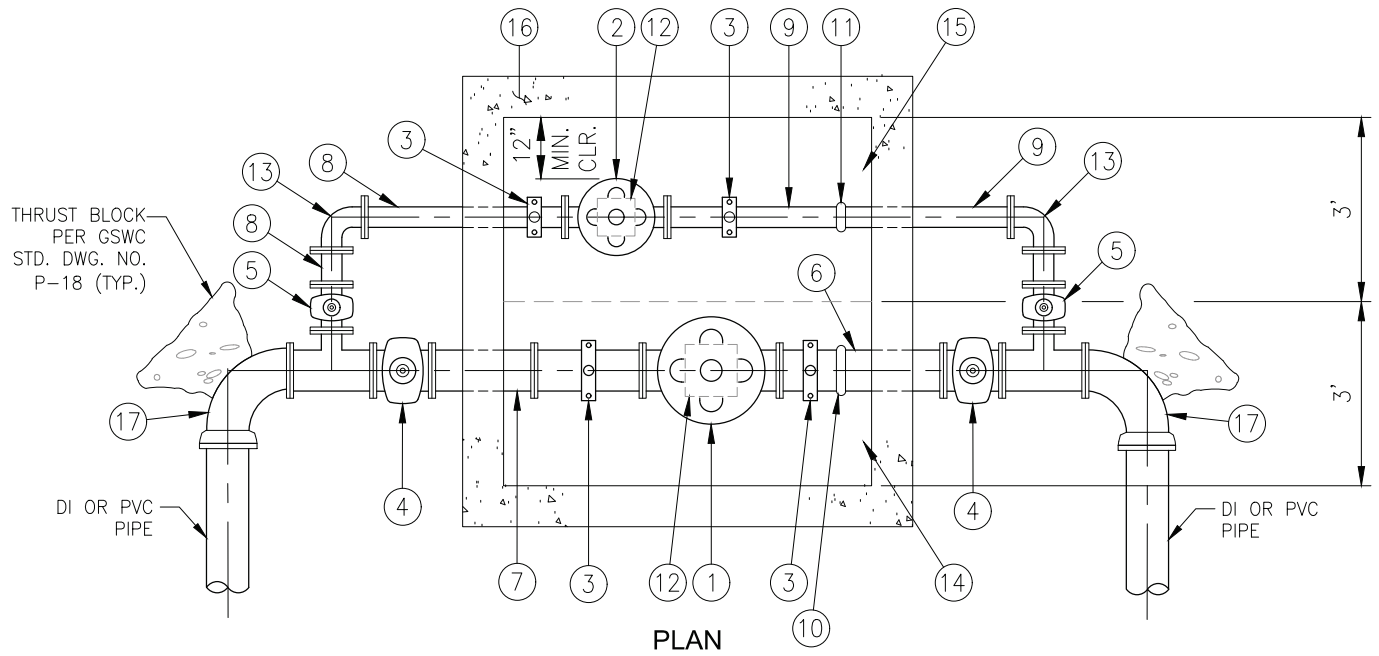 16
2
12
3
9
11
15
3
8
13
12"
MIN.
CLR.
9
13
THRUST BLOCK
PER GSWC
STD. DWG. NO.
P-18 (TYP.)
8
5
6
5
3'
3'
17
4
7
3
12
1
3
10
14
4
17
DI OR PVC
PIPE
DI OR PVC
PIPE
PLAN